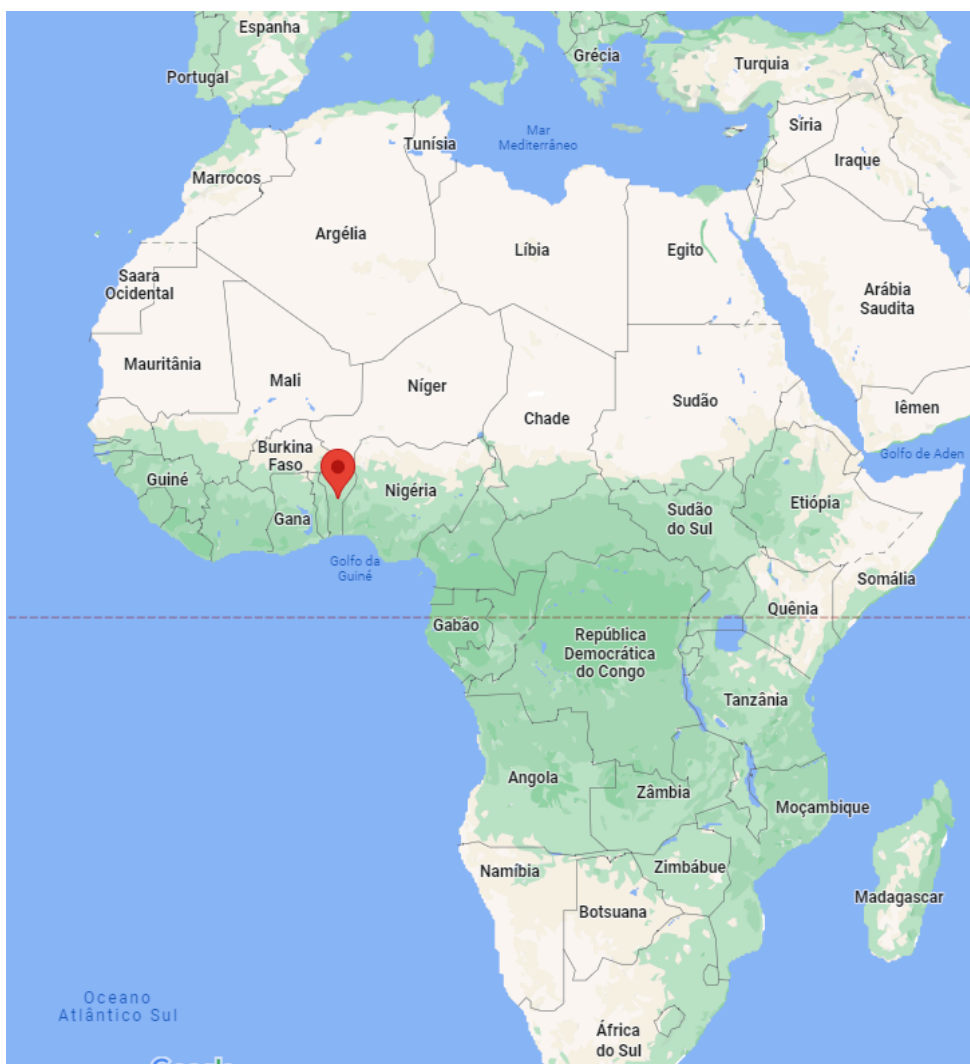 Espanha
Portugal
Grécia
Turquia
Síria
Iraque
Mar
Mediterrâneo
Tunísia
Marrocos
Argélia
Líbia
Egito
Saara
Ocidental
Arábia
Saudita
Mauritânia
Mali
Níger
Chade
Sudão
Iêmen
Golfo de Aden
Burkina
Faso
Guiné
Nigéria
Gana
Sudão
do Sul
Etiópia
Golfo da
Guiné
Somália
Quênia
Gabão
República
Democrática
do Congo
Tanzânia
Angola
Zâmbia
Moçambique
Namíbia
Zimbábue
Botsuana
Madagascar
Oceano
Atlântico Sul
África
do Sul